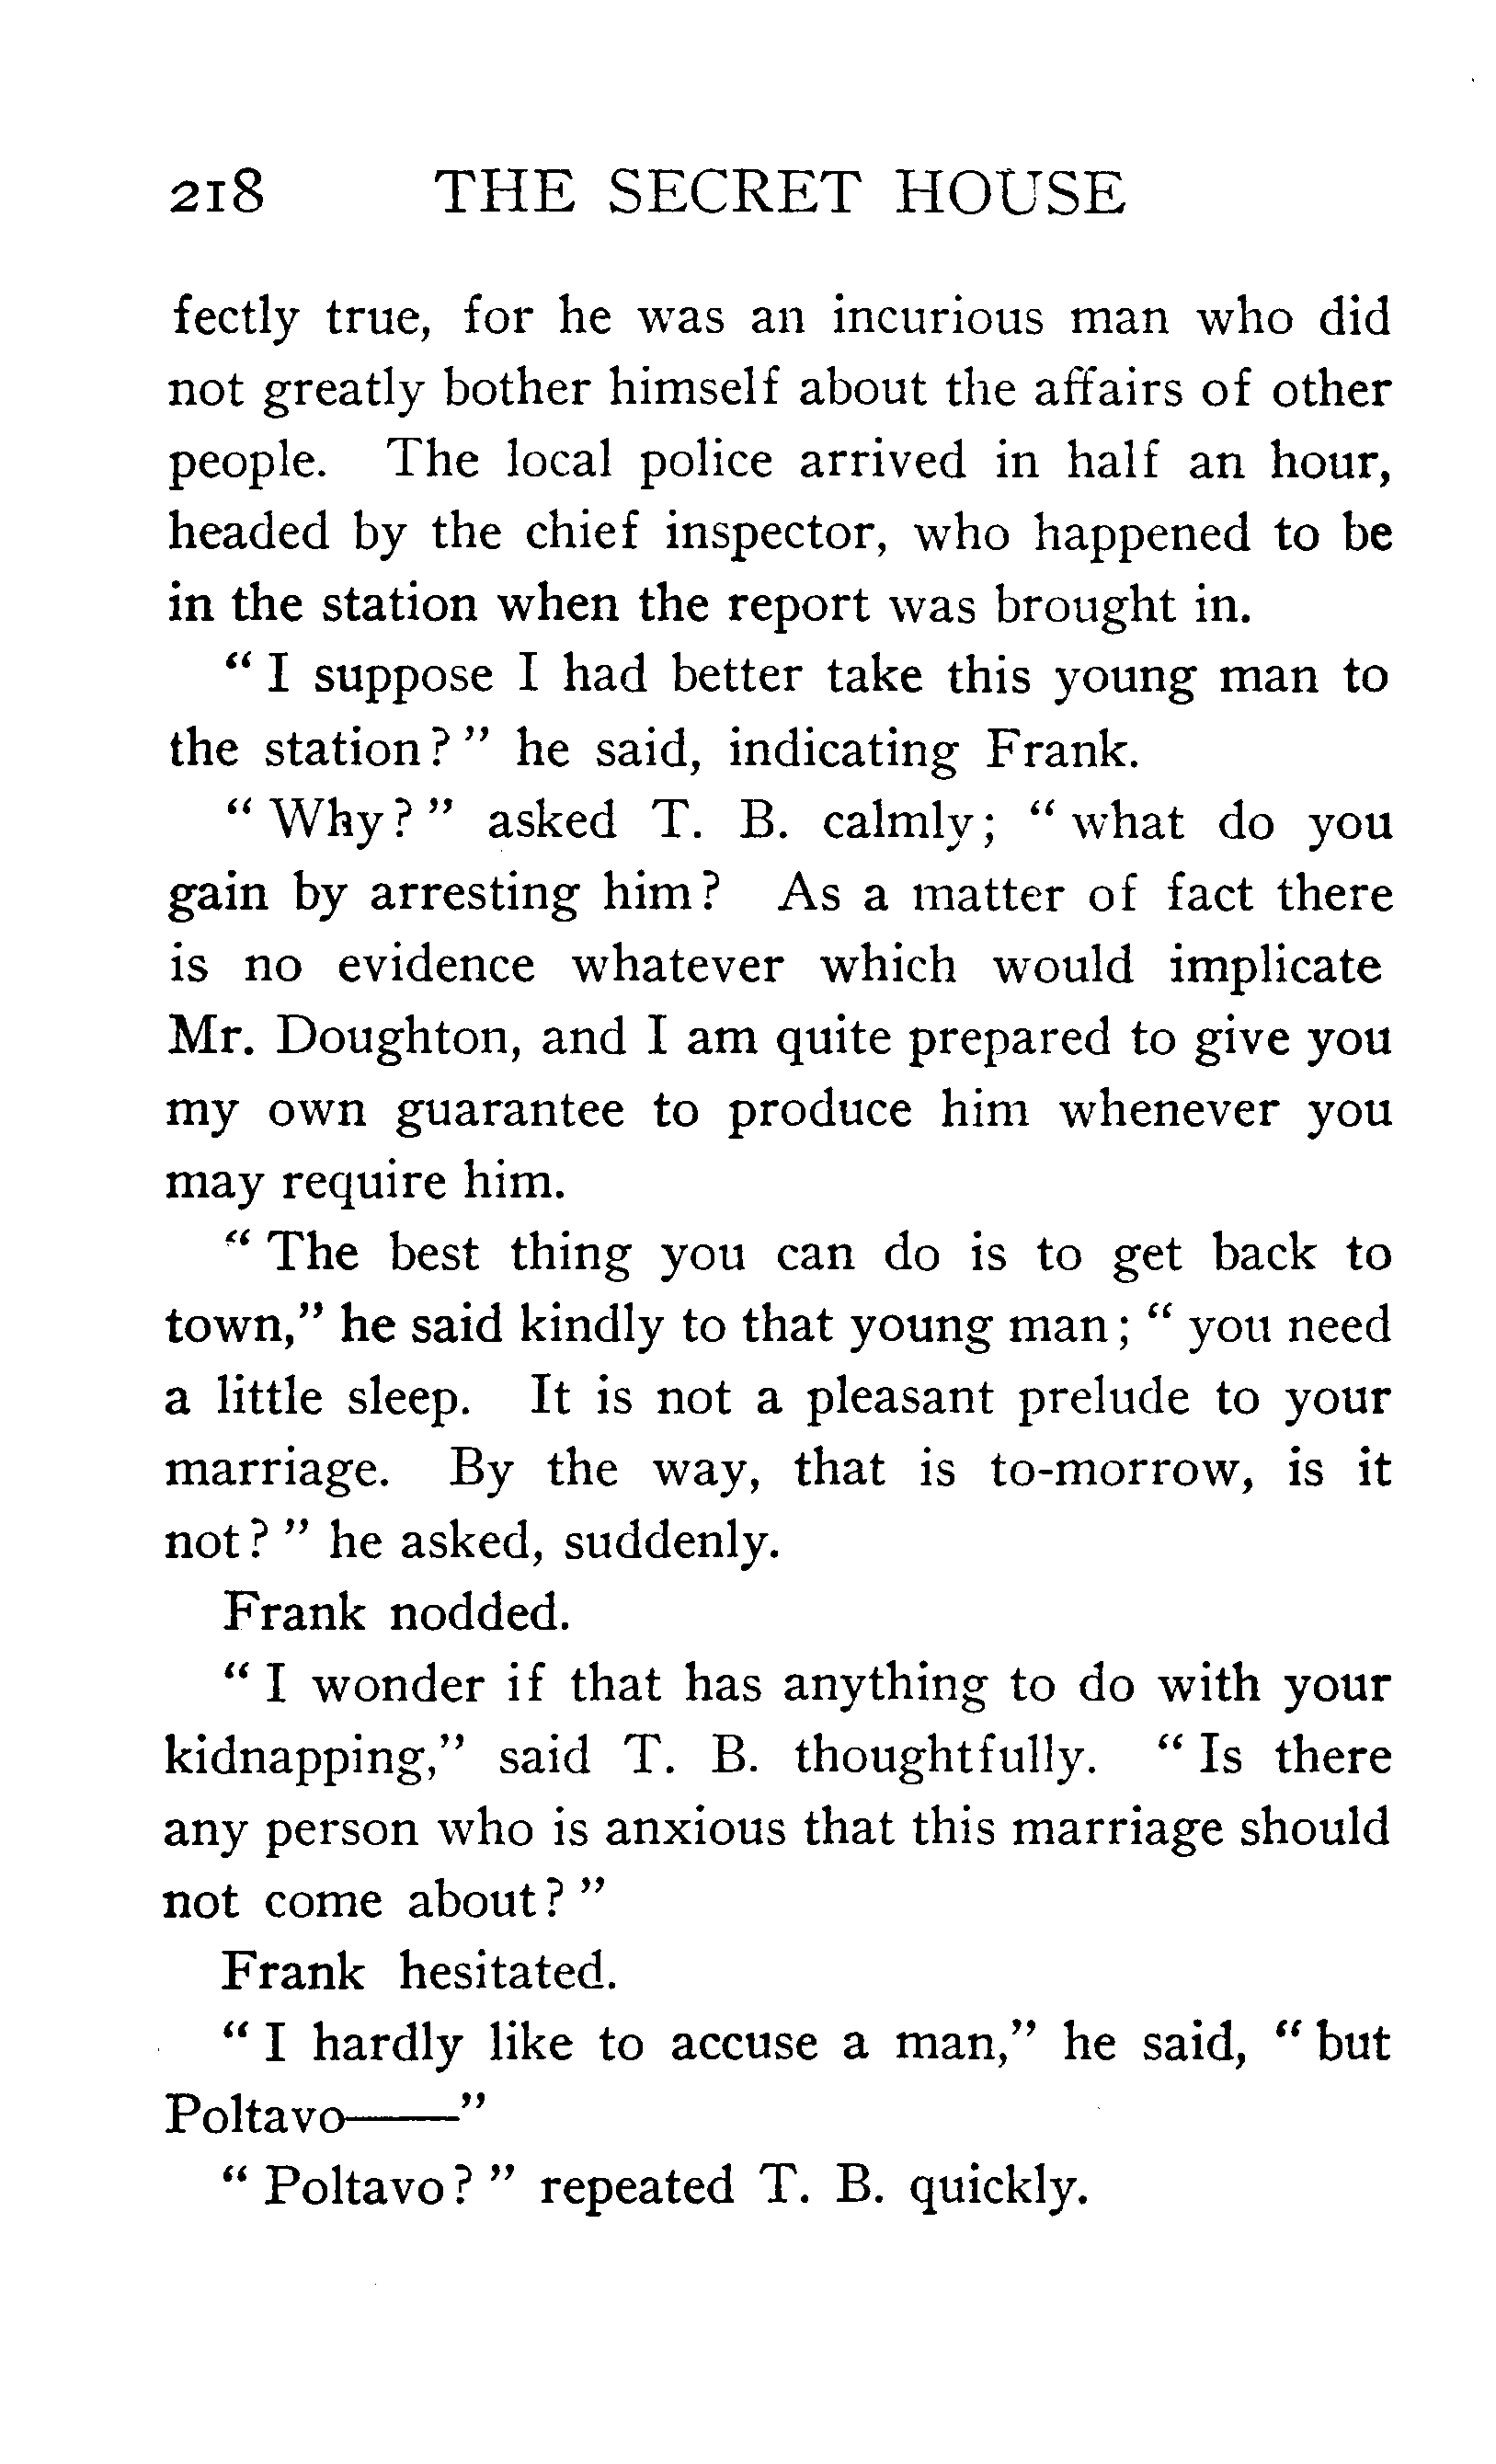 218 THE SECRET HOUSE
fectly true, for he was an incurious man who did
not greatly bother himself about the affairs of other
people. The local police arrived in half an hour,
headed by the chief inspector, who happened to be
in the station when the report was brought in.
" I suppose I had better take this young man to
the station ? " he said, indicating Frank.
" Why ? " asked T. B. calmly ; " what do you
gain by arresting him ? As a matter of fact there
is no evidence whatever which would implicate
Mr. Doughton, and I am quite prepared to give you
my own guarantee to produce him whenever you
may require him.
" The best thing you can do is to get back to
town," he said kindly to that young man ; " you need
a little sleep. It is not a pleasant prelude to your
marriage. By the way, that is to-morrow, is it
not ? " he asked, suddenly.
Frank nodded.
" I wonder if that has anything to do with your
kidnapping," said T. B. thoughtfully. " Is there
any person who is anxious that this marriage should
not come about ? "
Frank hesitated.
" I hardly like to accuse a man," he said, " but
Poltavo——"
" Poltavo ? " repeated T. B. quickly.